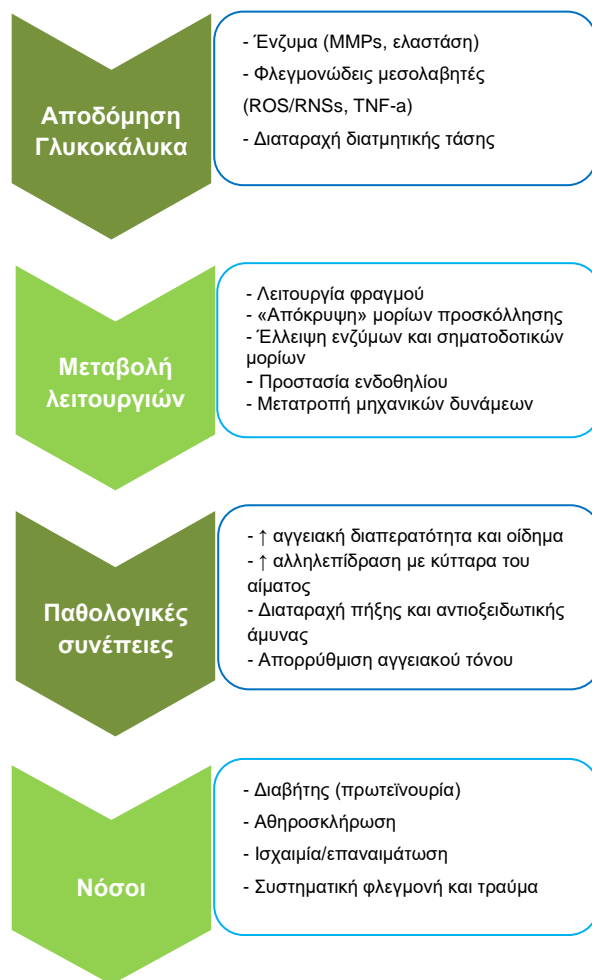 Αποδόμηση
Γλυκοκάλυκα
- Ένζυμα (MMPs, ελαστάση)
- Φλεγμονώδεις μεσολαβητές
(ROS/RNSs, TNF-a)
- Διαταραχή διατμητικής τάσης
Μεταβολή
λειτουργιών
- Λειτουργία φραγμού
- «Απόκρυψη» μορίων προσκόλλησης
- Έλλειψη ενζύμων και σηματοδοτικών
μορίων
- Προστασία ενδοθηλίου
- Μετατροπή μηχανικών δυνάμεων
Παθολογικές
συνέπειες
- ↑ αγγειακή διαπερατότητα και οίδημα
- ↑ αλληλεπίδραση με κύτταρα του
αίματος
- Διαταραχή πήξης και αντιοξειδωτικής
άμυνας
- Απορρύθμιση αγγειακού τόνου
Νόσοι
- Διαβήτης (πρωτεϊνουρία)
- Αθηροσκλήρωση
- Ισχαιμία/επαναιμάτωση
- Συστηματική φλεγμονή και τραύμα